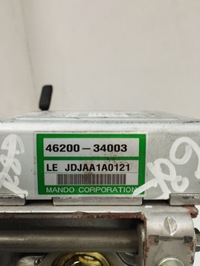 46200-34003
LE JDJAA1A0121
MANDO CORPORATION